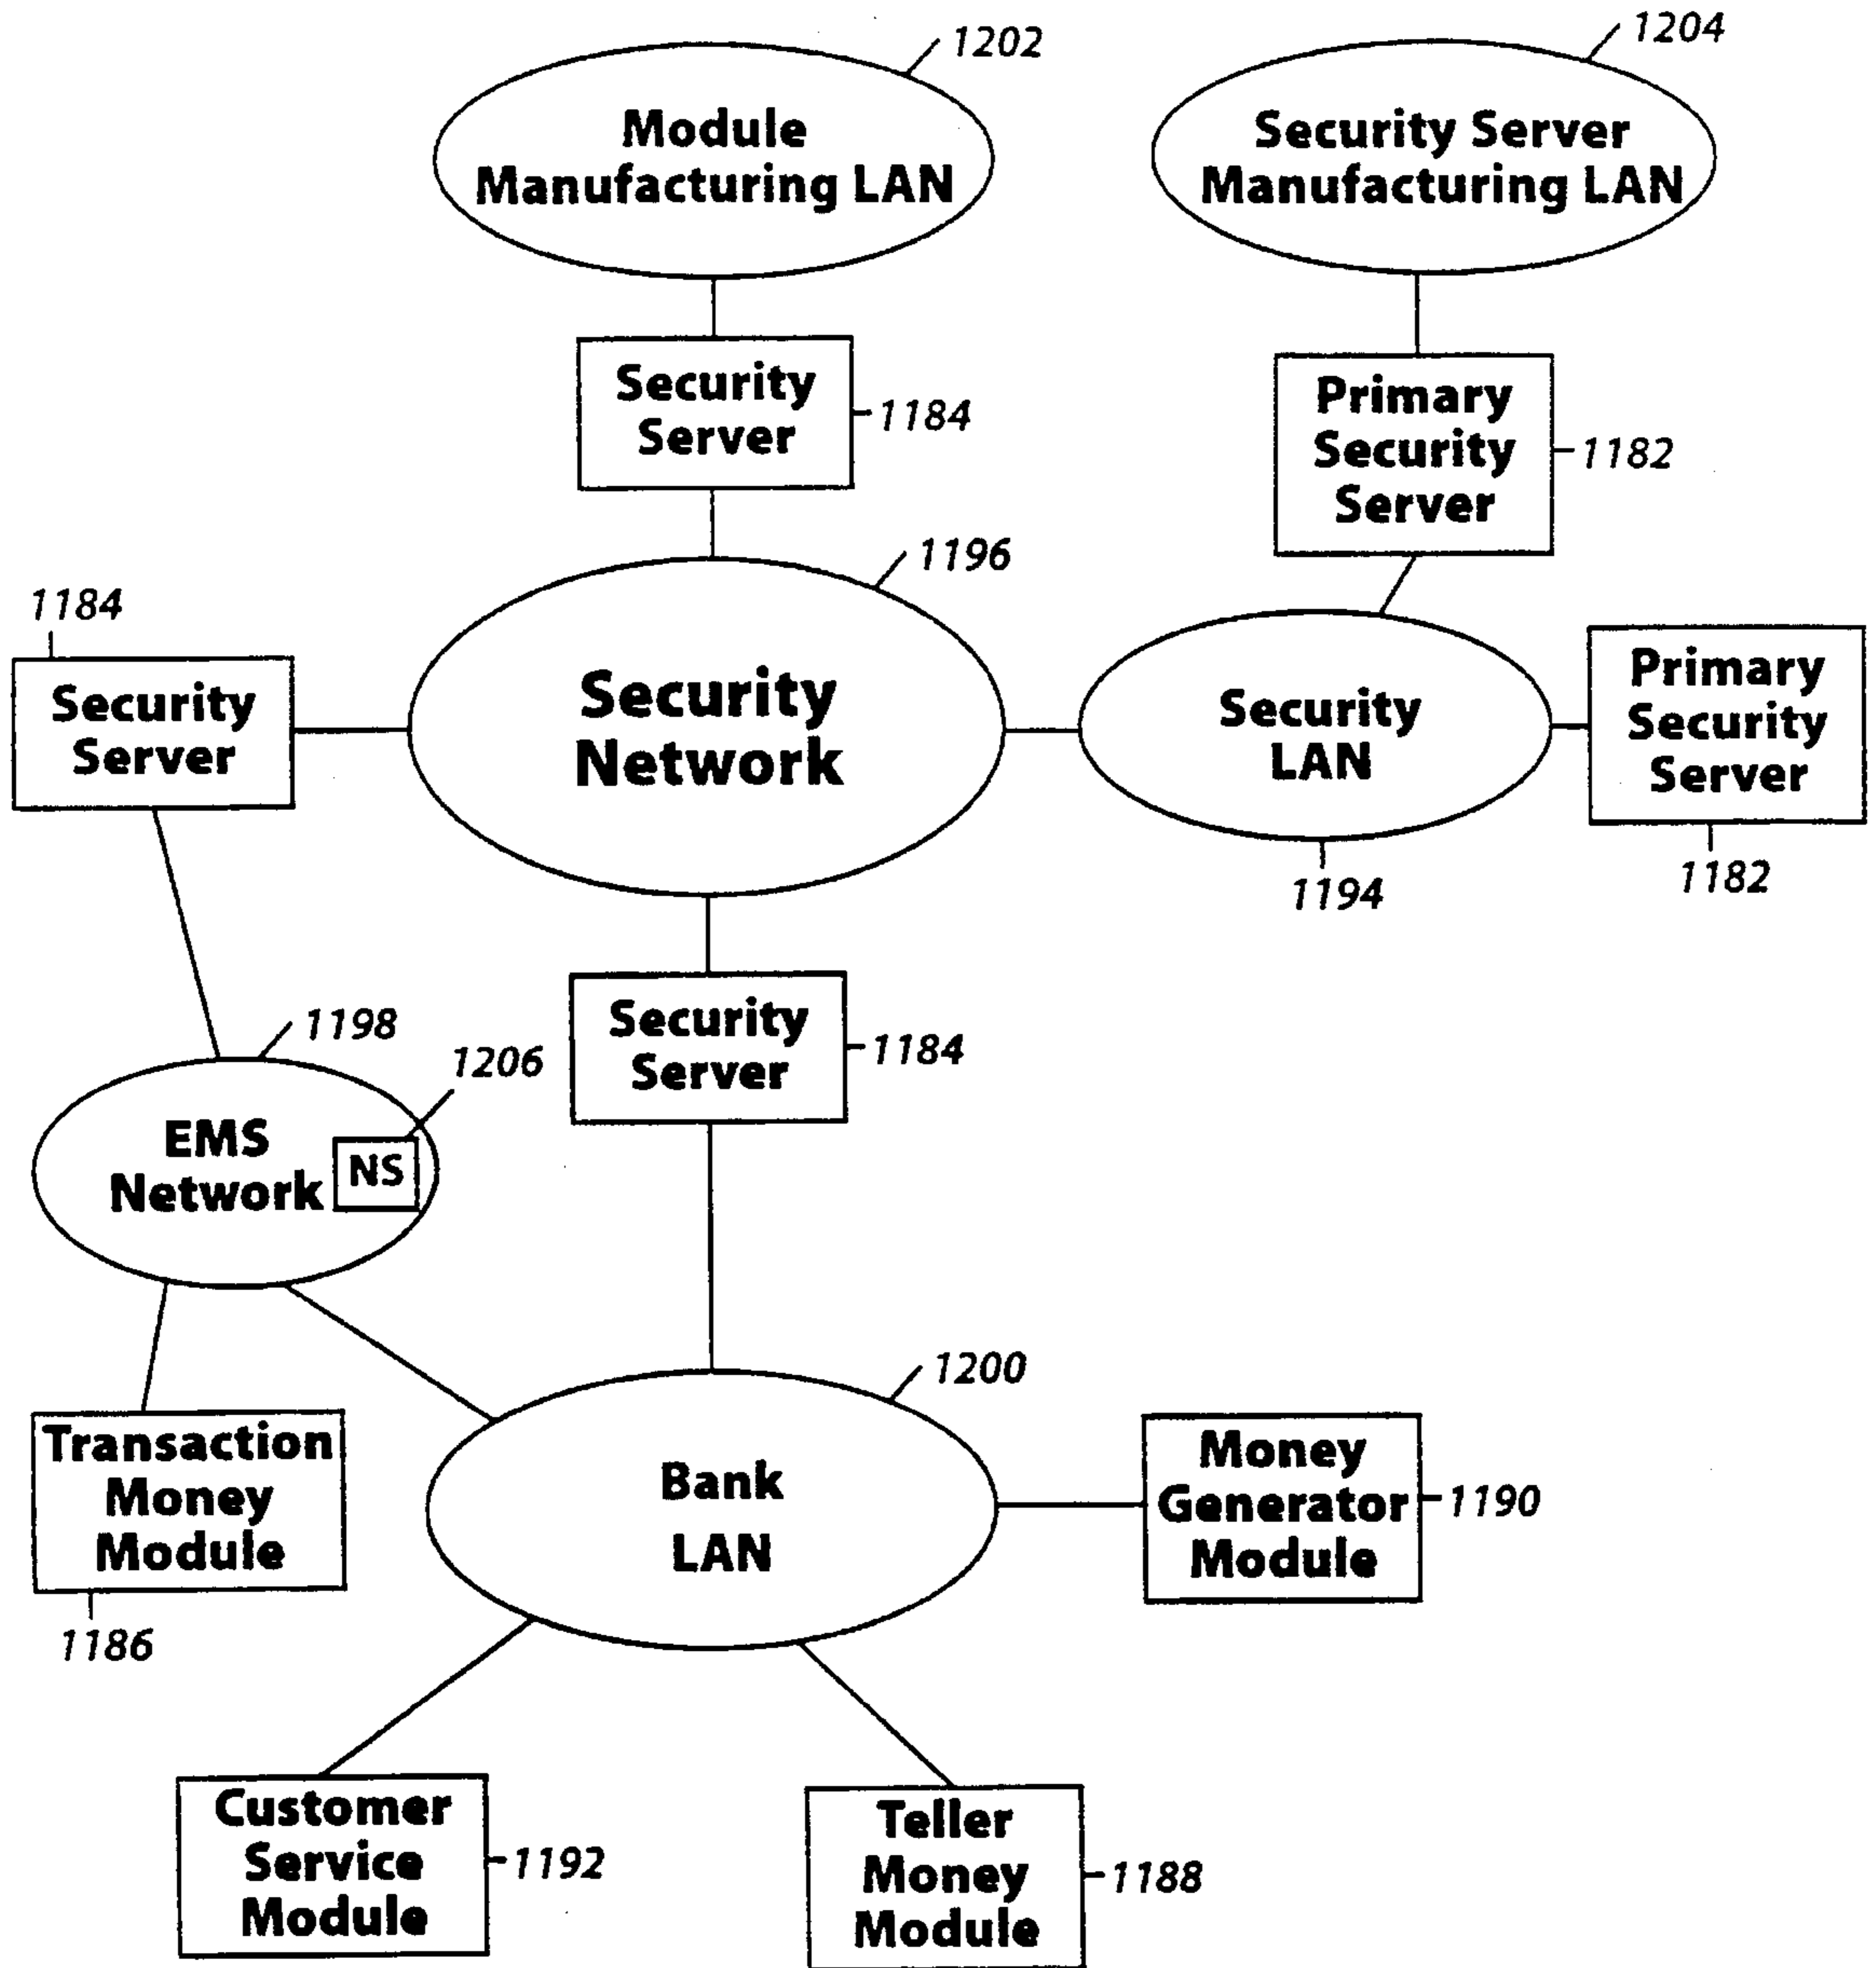 1202
Module
Manufacturing LAN
1204
Security Server
Manufacturing LAN
Security
Server
1184
Primary
Security
Server
1182
1196
Security
Network
1184
Security
Server
Security
LAN
1194
Primary
Security
Server
1182
Security
Server
1184
1198
1206
EMS
Network
NS
1200
Bank
LAN
Transaction
Money
Module
1186
Money
Generator
Module
1190
Customer
Service
Module
1192
Teller
Money
Module
1188